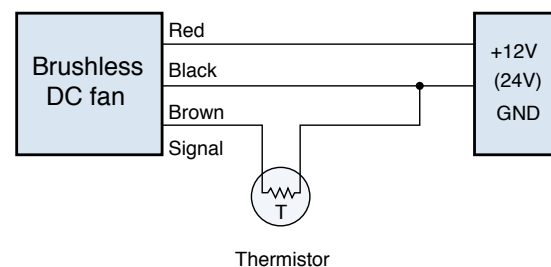 Brushless
DC fan
Red
Black
Brown
Signal
+12V
(24V)
GND
T
Thermistor